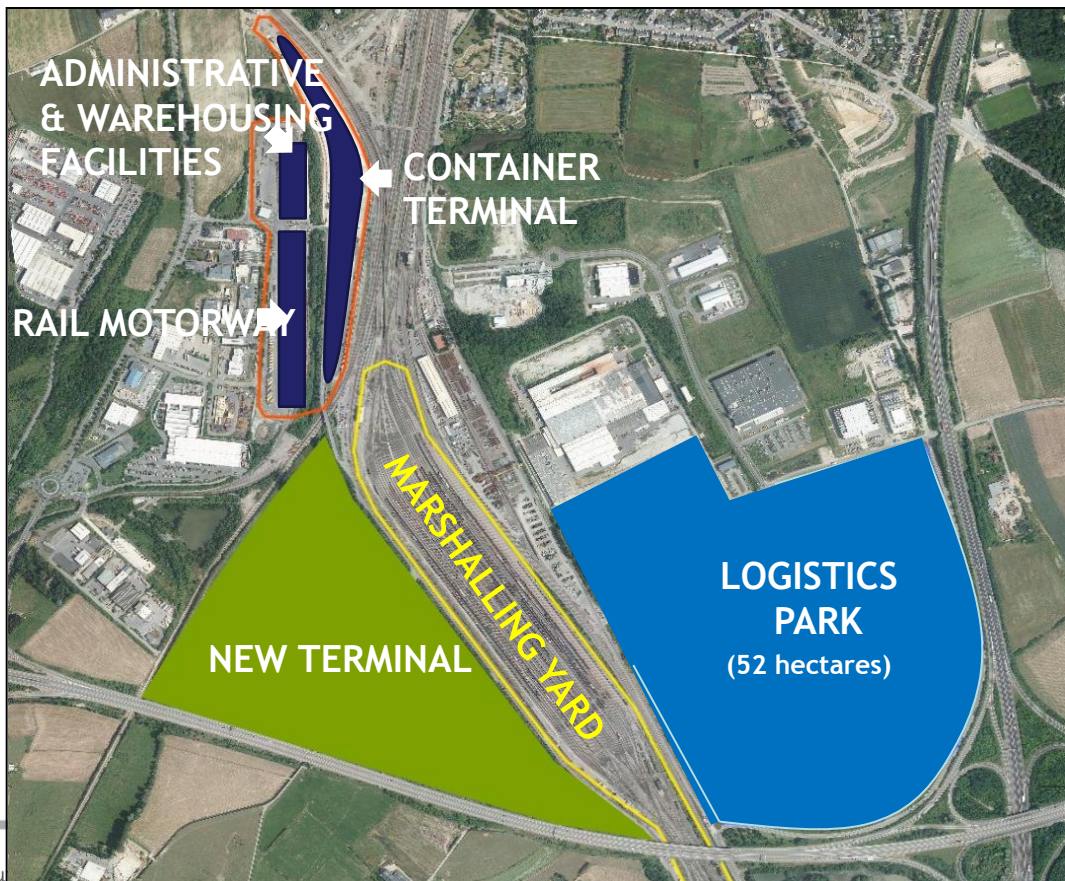 ADMINISTRATIVE
& WAREHOUSING
FACILITIES
CONTAINER
TERMINAL
RAIL MOTORWAY
MARSHALLING YARD
LOGISTICS
PARK
(52 hectares)
NEW TERMINAL